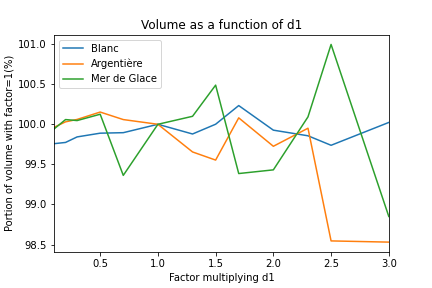 Volume as a function of d1
Blanc
Argentière
Mer de Glace
101.0
100.5
100.0
99.5
99.0
98.5
Portion of volume with factor=1(%)
0.5
1.0
1.5
2.0
2.5
3.0
Factor multiplying d1